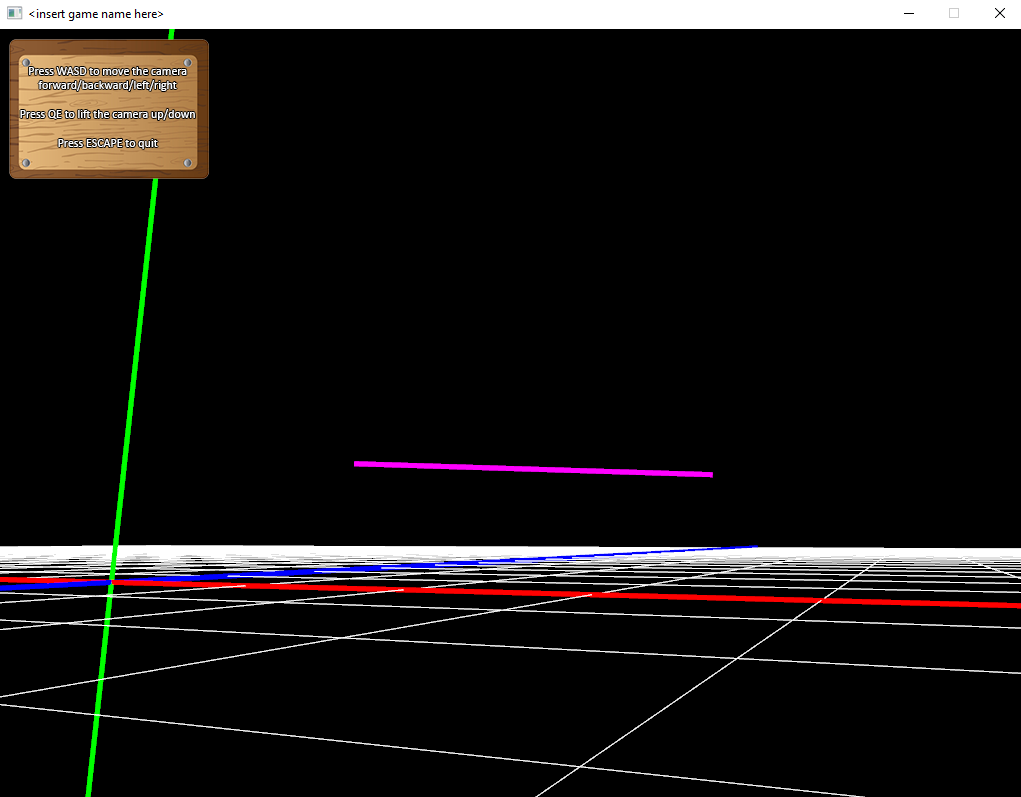 <insert game name here>
Press WASD to move the camera
forward/backward/left/right
Press QE to lift the camera up/down
Press ESCAPE to quit